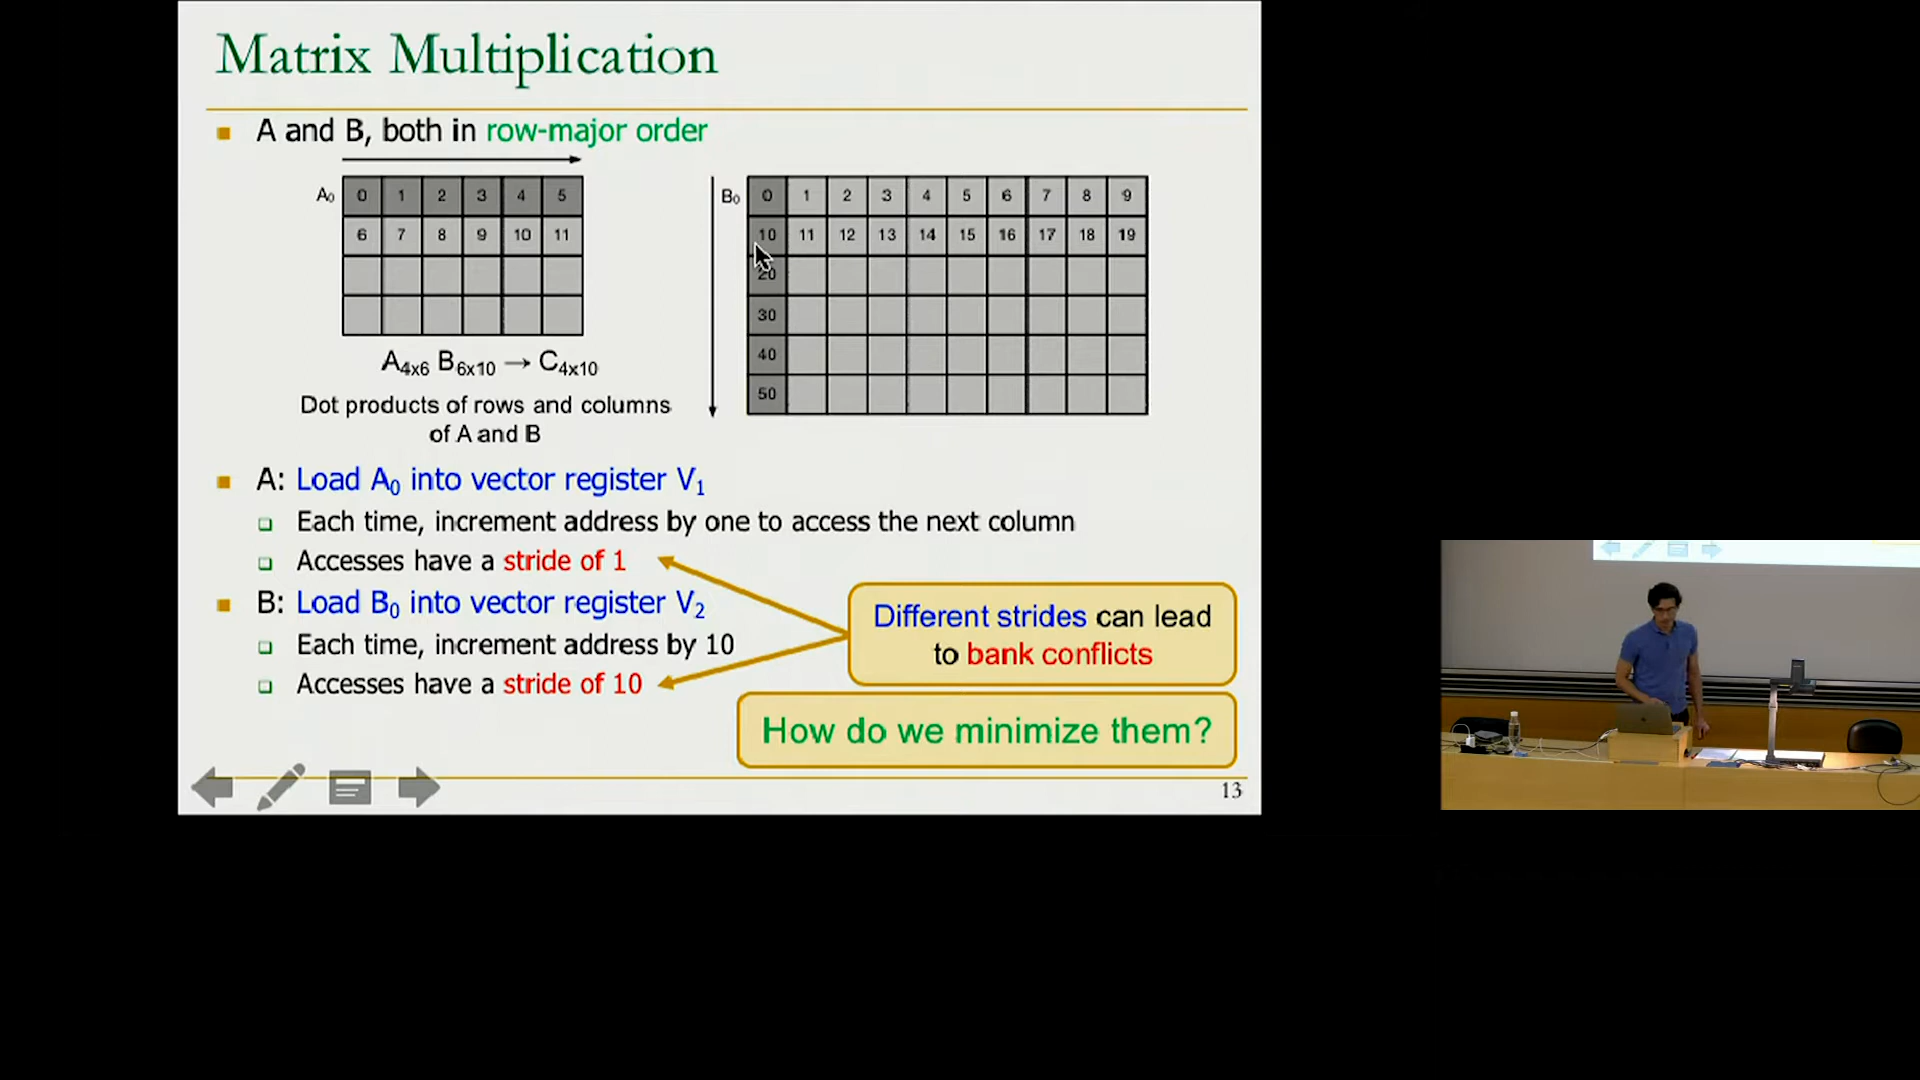 Matrix Multiplication
A and B, both in row-major order
A0 0 1 2 3 4 5
6 7 8 9 10 11
B0 0 1 2 3 4 5 6 7 8 9
10 11 12 13 14 15 16 17 18 19
20
30
40
50
A4x6 B6x10 → C4x10
Dot products of rows and columns
of A and B
A: Load A0 into vector register V1
Each time, increment address by one to access the next column
Accesses have a stride of 1
B: Load B0 into vector register V2
Each time, increment address by 10
Accesses have a stride of 10
Different strides can lead
to bank conflicts
How do we minimize them?
13